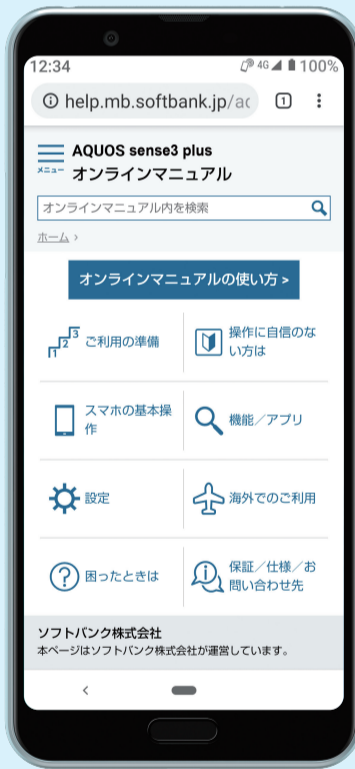 12:34 4G 100%
help.mb.softbank.jp/ac 1
AQUOS sense3 plus
メニュー オンラインマニュアル
オンラインマニュアル内を検索
ホーム >
オンラインマニュアルの使い方 >
1 2 3 ご利用の準備
操作に自信のな
い方は
スマホの基本操
作
機能／アプリ
設定
海外でのご利用
? 困ったときは
i 保証／仕様／お
問い合わせ先
ソフトバンク株式会社
本ページはソフトバンク株式会社が運営しています。